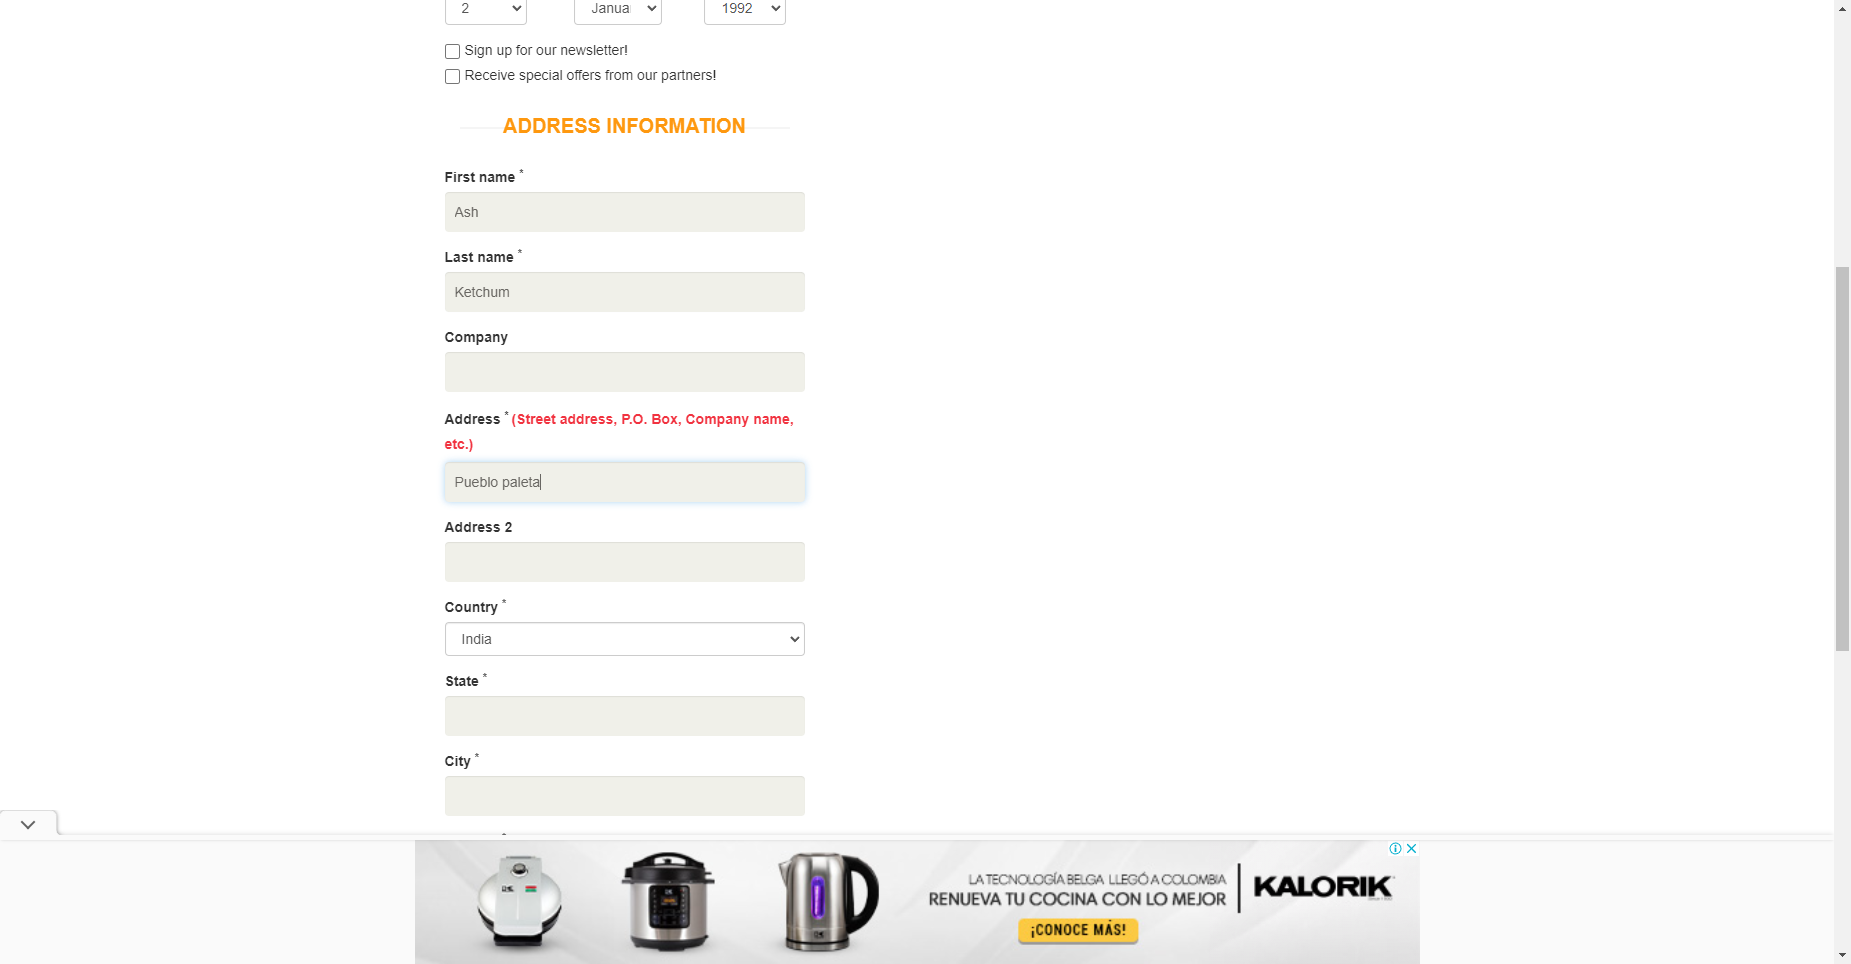 2 Janua 1992
Sign up for our newsletter!
Receive special offers from our partners!
ADDRESS INFORMATION
First name *
Ash
Last name *
Ketchum
Company
Address * (Street address, P.O. Box, Company name,
etc.)
Pueblo paleta
Address 2
Country *
India
State *
City *
LA TECNOLOGÍA BELGA LLEGÓ A COLOMBIA
RENUEVA TU COCINA CON LO MEJOR
¡CONOCE MÁS!
KALORIK